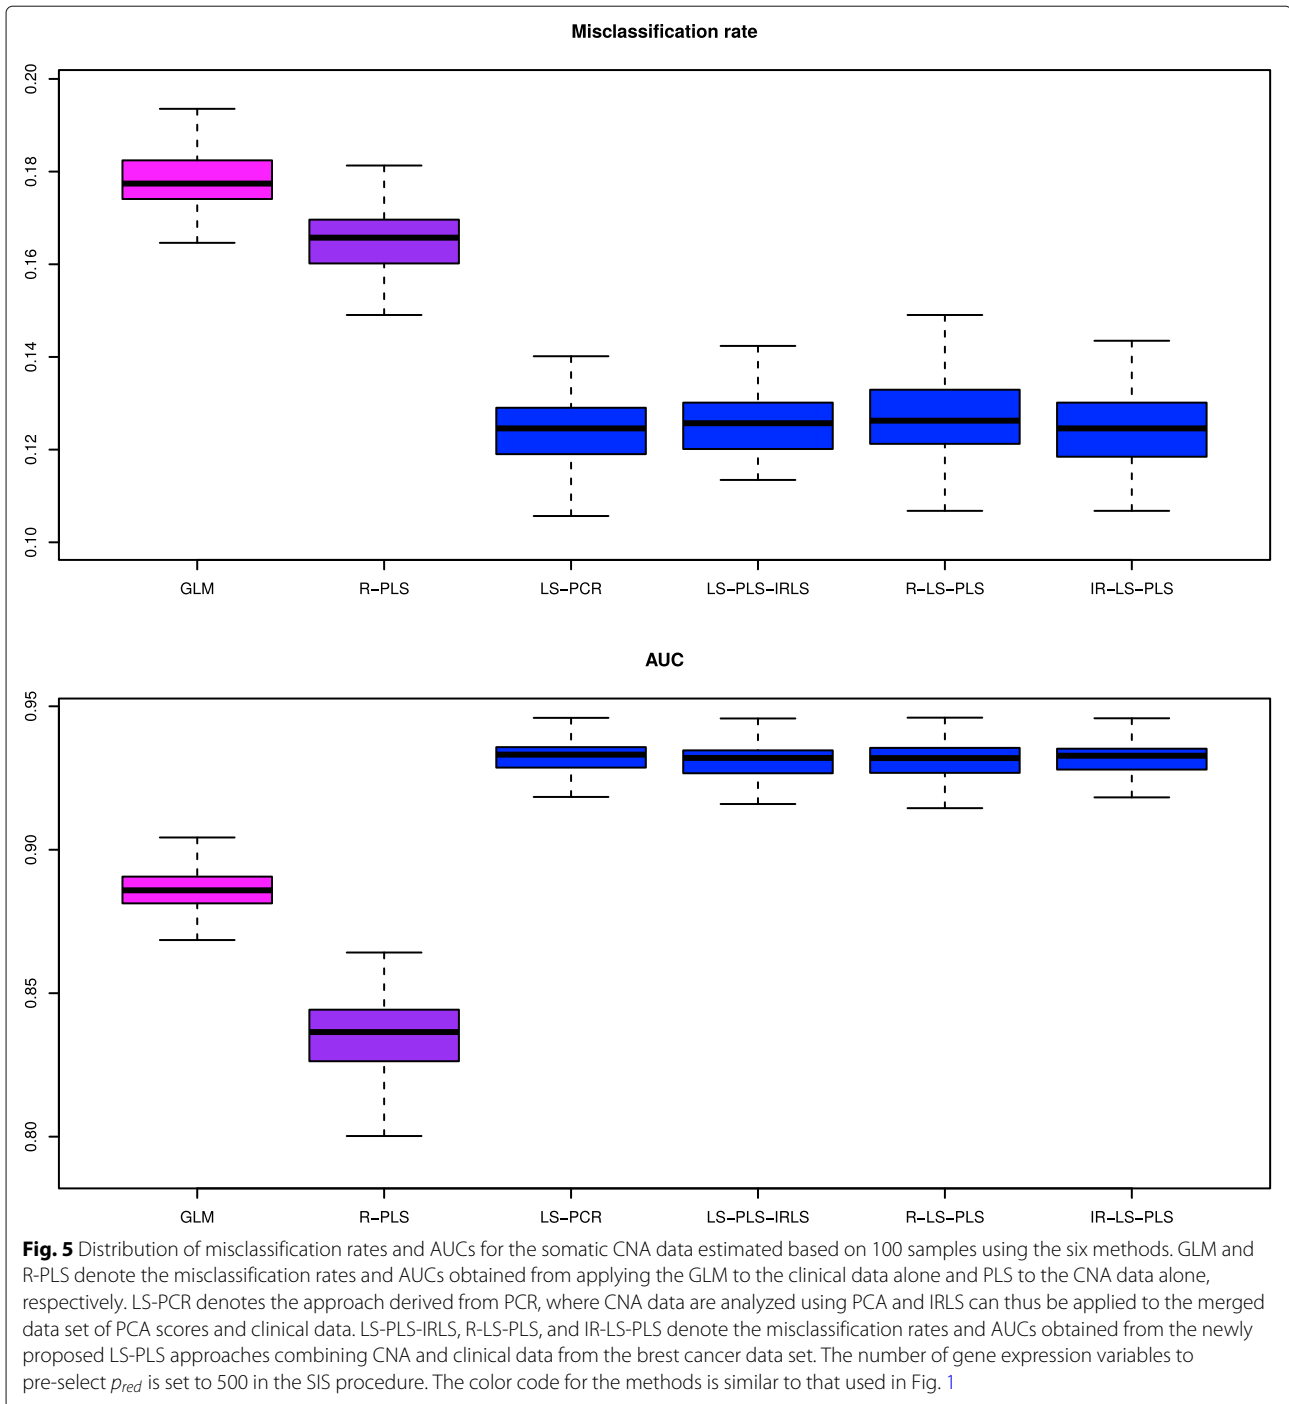 Misclassification rate
0.20
0.18
0.16
0.14
0.12
0.10
GLM R−PLS LS−PCR LS−PLS−IRLS R−LS−PLS IR−LS−PLS
AUC
0.95
0.90
0.85
0.80
GLM R−PLS LS−PCR LS−PLS−IRLS R−LS−PLS IR−LS−PLS
Fig. 5 Distribution of misclassification rates and AUCs for the somatic CNA data estimated based on 100 samples using the six methods. GLM and
R-PLS denote the misclassification rates and AUCs obtained from applying the GLM to the clinical data alone and PLS to the CNA data alone,
respectively. LS-PCR denotes the approach derived from PCR, where CNA data are analyzed using PCA and IRLS can thus be applied to the merged
data set of PCA scores and clinical data. LS-PLS-IRLS, R-LS-PLS, and IR-LS-PLS denote the misclassification rates and AUCs obtained from the newly
proposed LS-PLS approaches combining CNA and clinical data from the brest cancer data set. The number of gene expression variables to
pre-select pred is set to 500 in the SIS procedure. The color code for the methods is similar to that used in Fig. 1